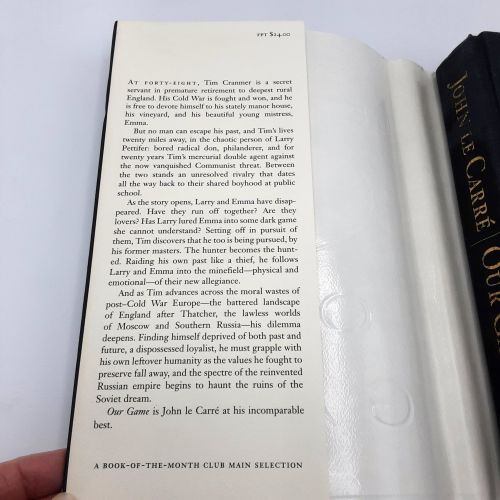 FPT $24.00
AT FORTY-EIGHT, Tim Cranmer is a secret
servant in premature retirement to deepest rural
England. His Cold War is fought and won, and he
is free to devote himself to his stately manor house,
his vineyard, and his beautiful young mistress,
Emma.
But no man can escape his past, and Tim's lives
twenty miles away, in the chaotic person of Larry
Pettifer: bored radical don, philanderer, and for
twenty years Tim's mercurial double agent against
the now vanquished Communist threat. Between
the two stands an unresolved rivalry that dates
all the way back to their shared boyhood at public
school.
As the story opens, Larry and Emma have disap-
peared. Have they run off together? Are they
lovers? Has Larry lured Emma into some dark game
she cannot understand? Setting off in pursuit of
them, Tim discovers that he too is being pursued, by
his former masters. The hunter becomes the hunt-
ed. Raiding his own past like a thief, he follows
Larry and Emma into the minefield—physical and
emotional—of their new allegiance.
And as Tim advances across the moral wastes of
post–Cold War Europe—the battered landscape
of England after Thatcher, the lawless worlds
of Moscow and Southern Russia—his dilemma
deepens. Finding himself deprived of both past and
future, a dispossessed loyalist, he must grapple with
his own leftover humanity as the values he fought to
preserve fall away, and the spectre of the reinvented
Russian empire begins to haunt the ruins of the
Soviet dream.
Our Game is John le Carré at his incomparable
best.
A BOOK-OF-THE-MONTH CLUB MAIN SELECTION
JOHN LE CARRÉ | OUR